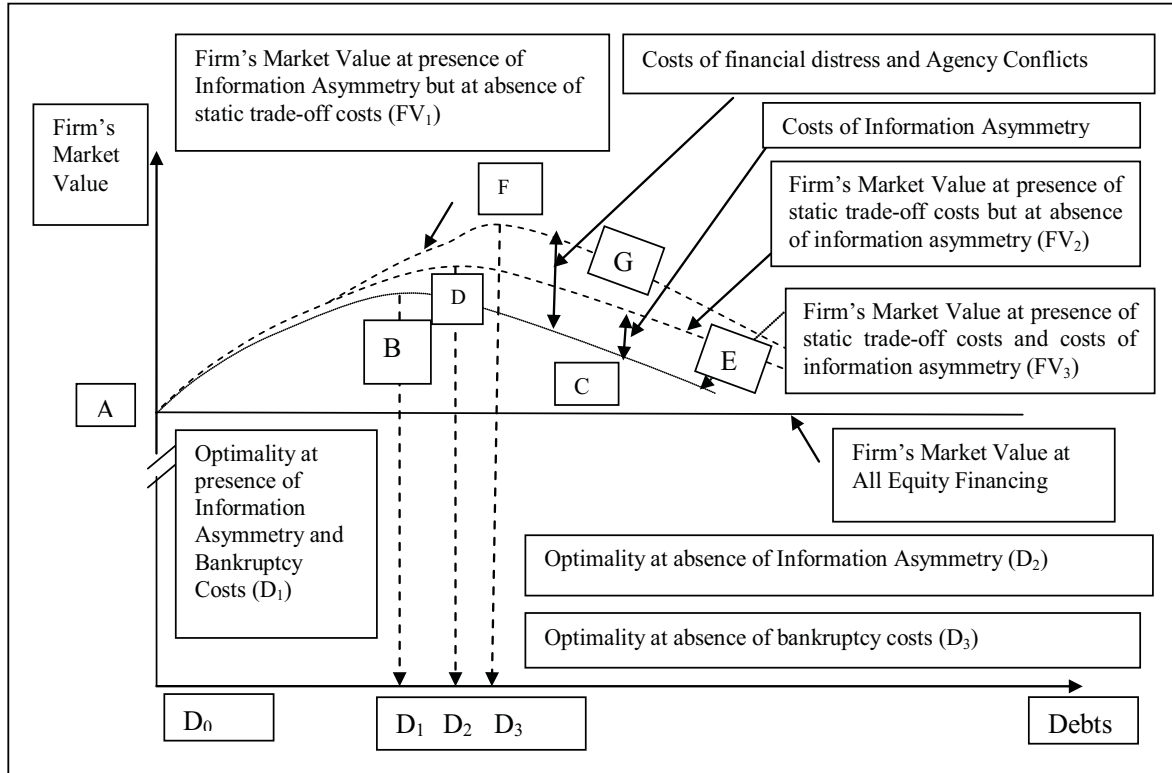 Firm's Market Value at presence of
Information Asymmetry but at absence of
static trade-off costs (FV₁)
Costs of financial distress and Agency Conflicts
Firm's
Market
Value
Costs of Information Asymmetry
F
Firm's Market Value at presence of
static trade-off costs but at absence
of information asymmetry (FV₂)
G
D
B
E
Firm's Market Value at presence of
static trade-off costs and costs of
information asymmetry (FV₃)
C
A
Optimality at
presence of
Information
Asymmetry and
Bankruptcy
Costs (D₁)
Firm's Market Value at
All Equity Financing
Optimality at absence of Information Asymmetry (D₂)
Optimality at absence of bankruptcy costs (D₃)
D₀
D₁ D₂ D₃
Debts